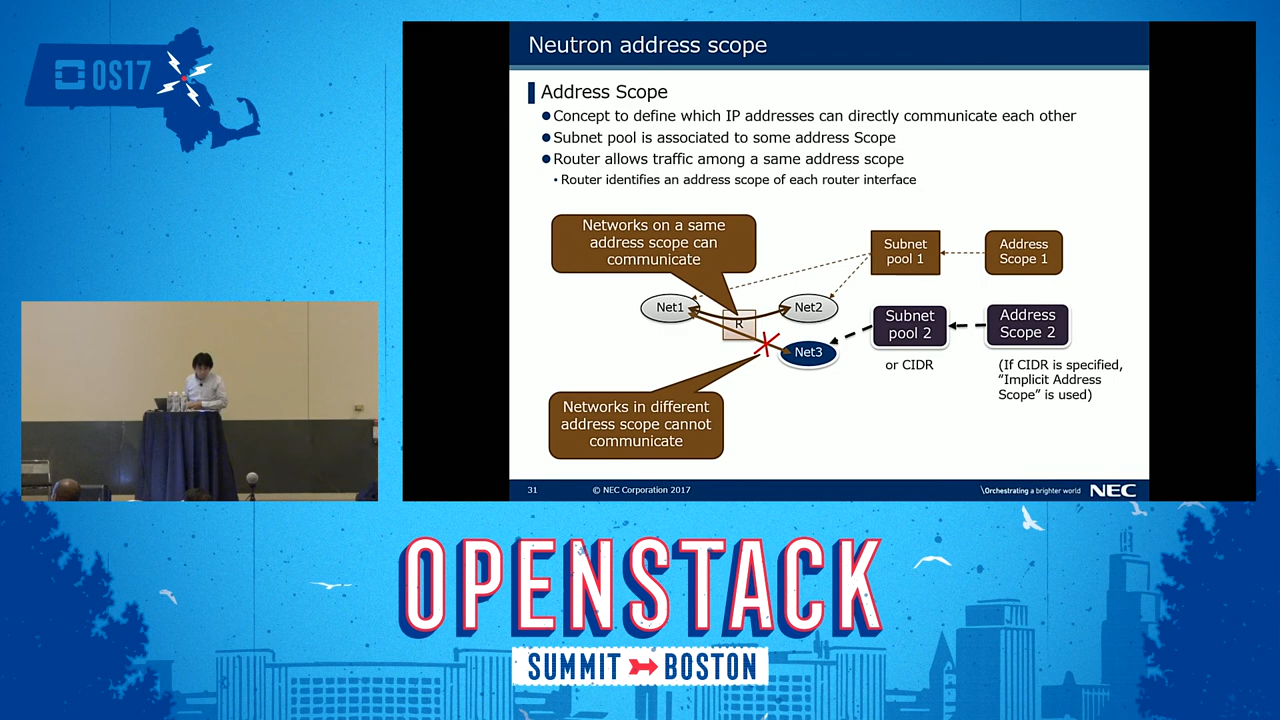 OS17
Neutron address scope
Address Scope
Concept to define which IP addresses can directly communicate each other
Subnet pool is associated to some address Scope
Router allows traffic among a same address scope
Router identifies an address scope of each router interface
Networks on a same
address scope can
communicate
Subnet
pool 1
Address
Scope 1
Net1
Net2
R
Subnet
pool 2
Address
Scope 2
Net3
or CIDR
(If CIDR is specified,
“Implicit Address
Scope” is used)
Networks in different
address scope cannot
communicate
31
© NEC Corporation 2017
\Orchestrating a brighter world
NEC
OPENSTACK
SUMMIT BOSTON